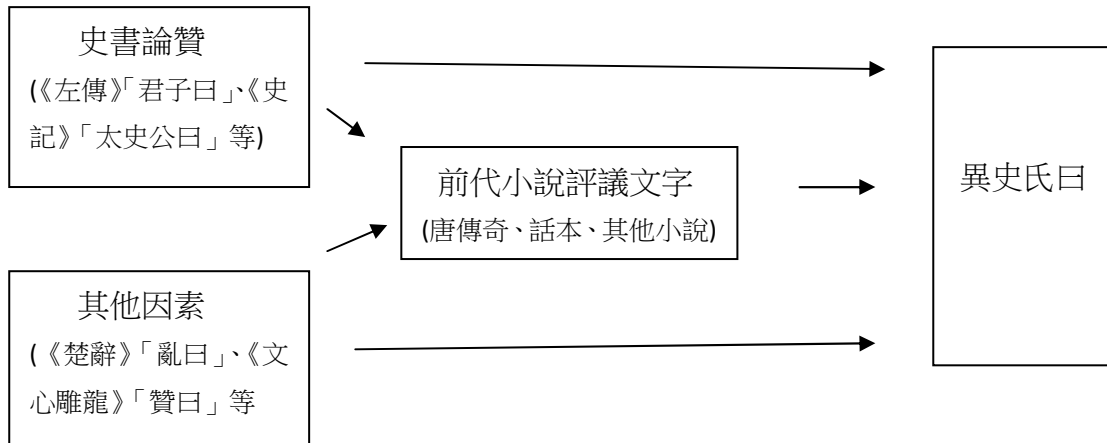 史書論贊
(《左傳》「君子曰」、《史
記》「太史公曰」等)
前代小說評議文字
(唐傳奇、話本、其他小說)
異史氏曰
其他因素
(《楚辭》「亂曰」、《文
心雕龍》「贊曰」等